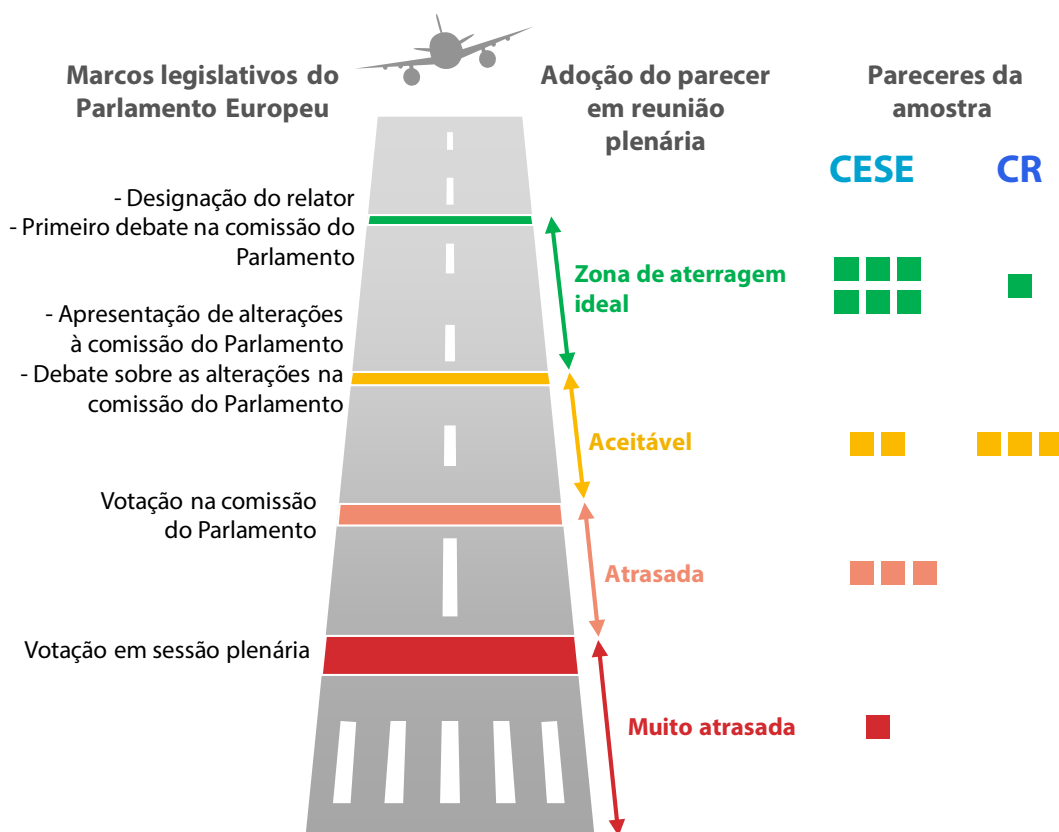 Marcos legislativos do
Parlamento Europeu
Adoção do parecer
em reunião
plenária
Pareceres da
amostra
CESE
CR
- Designação do relator
- Primeiro debate na comissão do
Parlamento
Zona de aterragem
ideal
- Apresentação de alterações
à comissão do Parlamento
- Debate sobre as alterações na
comissão do Parlamento
Aceitável
Votação na comissão
do Parlamento
Atrasada
Votação em sessão plenária
Muito atrasada